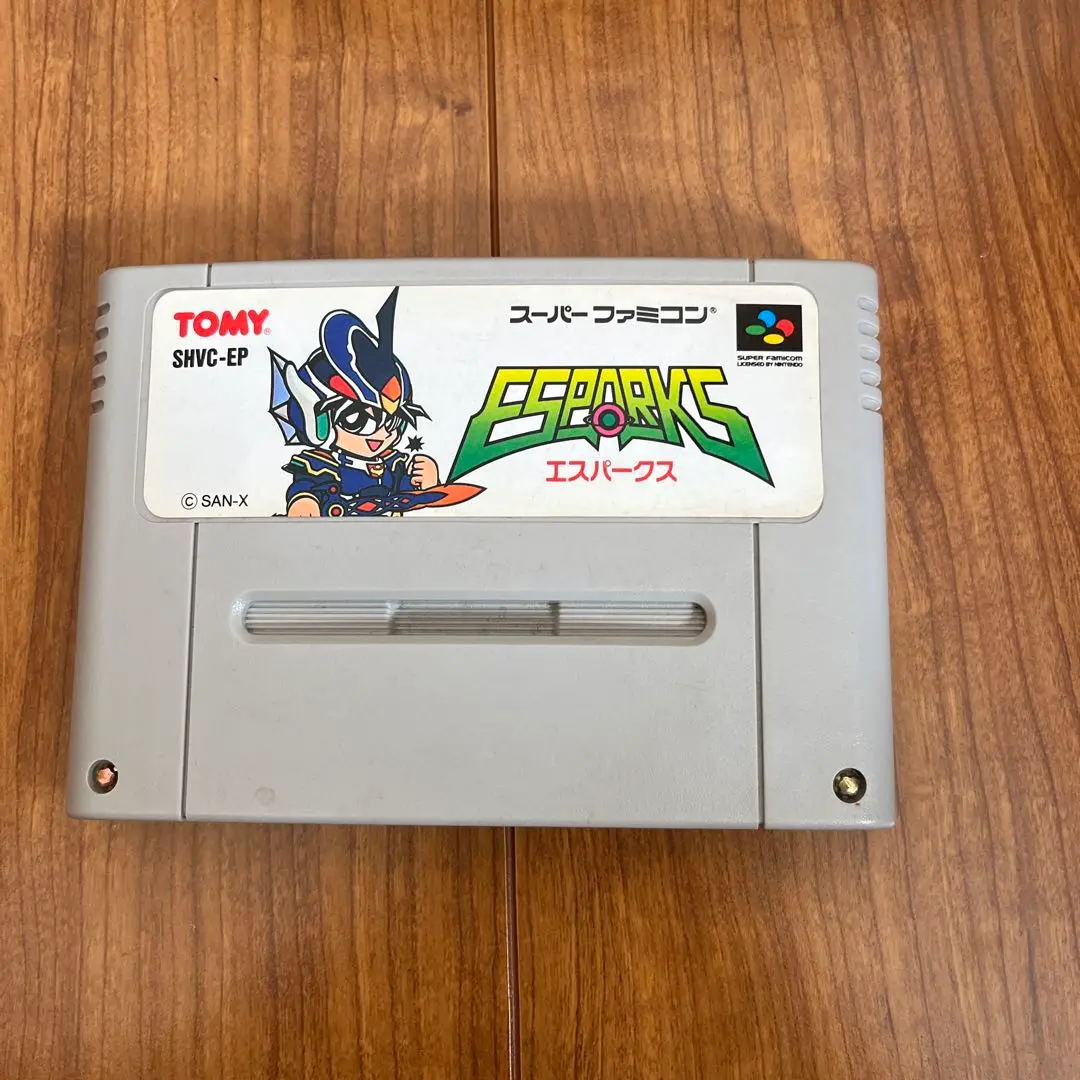 TOMY®
SHVC-EP
スーパーファミコン®
SUPER FAMICOM
LICENSED BY NINTENDO
ESPARKS
エスパークス
© SAN-X